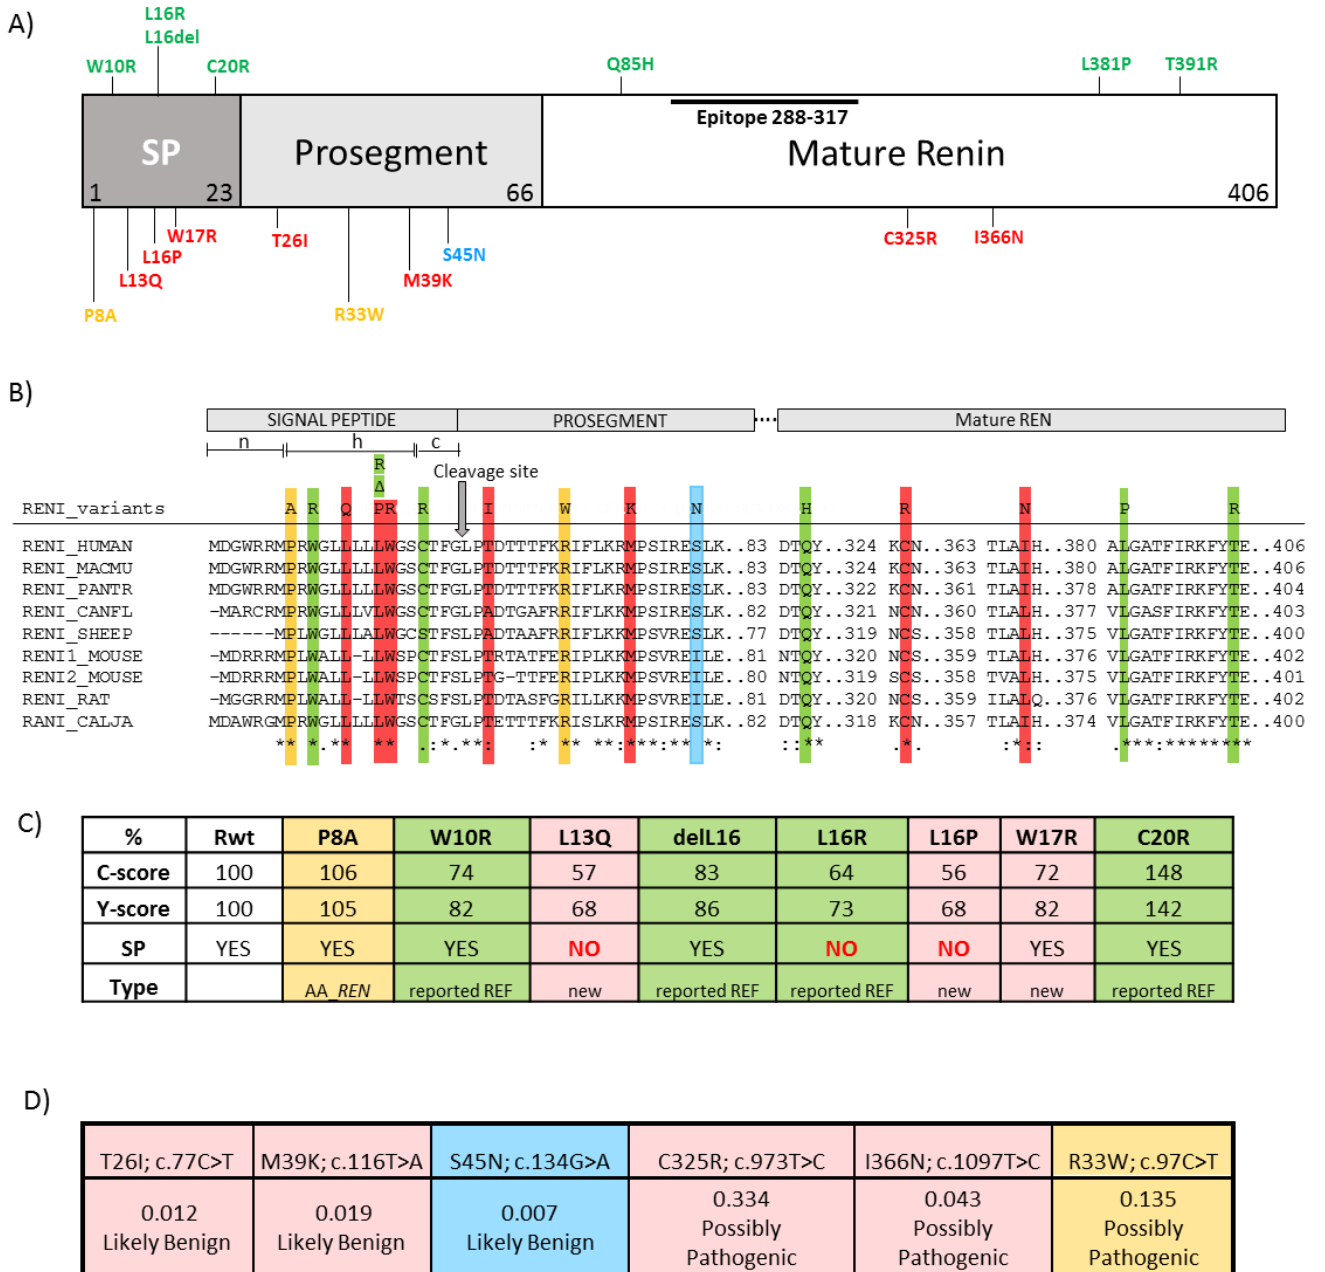 A)
L16R
L16del
W10R
C20R
Q85H
L381P
T391R
Epitope 288-317
SP
Prosegment
Mature Renin
1
23
66
406
W17R
T26I
C325R
I366N
L16P
S45N
L13Q
M39K
P8A
R33W
B)
SIGNAL PEPTIDE
PROSEGMENT
Mature REN
n
h
c
R
Cleavage site
Δ
RENI_variants A R Q PR R I W K N H R N P R
RENI_HUMAN MDGWRRMPRWGLLLLLWGSCTFGLPTDTTTFKRIFLKRMPSIRESLK..83 DTQY..324 KCN..363 TLAIH..380 ALGATFIRKFYTE..406
RENI_MACMU MDGWRRMPRWGLLLLLWGSCTFGLPTDTTTFKRIFLKRMPSIRESLK..83 DTQY..324 KCN..363 TLAIH..380 ALGATFIRKFYTE..406
RENI_PANTR MDGWRRMPRWGLLLLLWGSCTFGLPTDTTTFKRIFLKRMPSIRESLK..83 DTQY..322 KCN..361 TLAIH..378 ALGATFIRKFYTE..404
RENI_CANFL -MARCRMPRWGLLLVLWGSCTFGLPADTGAFRRIFLKKMPSIRESLK..82 DTQY..321 KCN..360 TLAIH..377 VLGASFIRKFYTE..403
RENI_SHEEP ------MPLWGLLLALWGCSTFSLPADTAAFRRIFLKKMPSVRESLK..77 DTQY..319 NCS..358 TLALH..375 VLGATFIRKFYTE..400
RENI1_MOUSE -MDRRRMPLWALL-LLWSPCTFSLPTRTATFERIPLKKMPSVREILE..81 NTQY..320 NCS..359 TLAIH..376 VLGATFIRKFYTE..402
RENI2_MOUSE -MDRRRMPLWALL-LLWSPCTFSLPTG-TTFERIPLKKMPSVREILE..80 NTQY..319 SCS..358 TVALH..375 VLGATFIRKFYTE..401
RENI_RAT -MGGRRMPLWALL-LLWTSCSFSLPTDTASFGRILLKKMPSVREILE..81 DTQY..320 NCS..359 ILALQ..376 VLGATFIRKFYTE..402
RANI_CALJA MDAWRGMPRWGLLLLLWGSCTFGLPTETTTFKRISLKRMPSIRESLK..82 DTQY..318 KCN..357 TLAIH..374 VLGATFIRKFYTE..400
** *.** ** .:*.**: :* ** **:***::** *: ::** .*. :*:: .***:********
C)
% Rwt P8A W10R L13Q delL16 L16R L16P W17R C20R
C-score 100 106 74 57 83 64 56 72 148
Y-score 100 105 82 68 86 73 68 82 142
SP YES YES YES NO YES NO NO YES YES
Type AA_REN reported REF new reported REF reported REF new new reported REF
D)
T26I; c.77C>T M39K; c.116T>A S45N; c.134G>A C325R; c.973T>C I366N; c.1097T>C R33W; c.97C>T
0.012 0.019 0.007 0.334 0.043 0.135
Likely Benign Likely Benign Likely Benign Possibly Possibly Possibly
Pathogenic Pathogenic Pathogenic